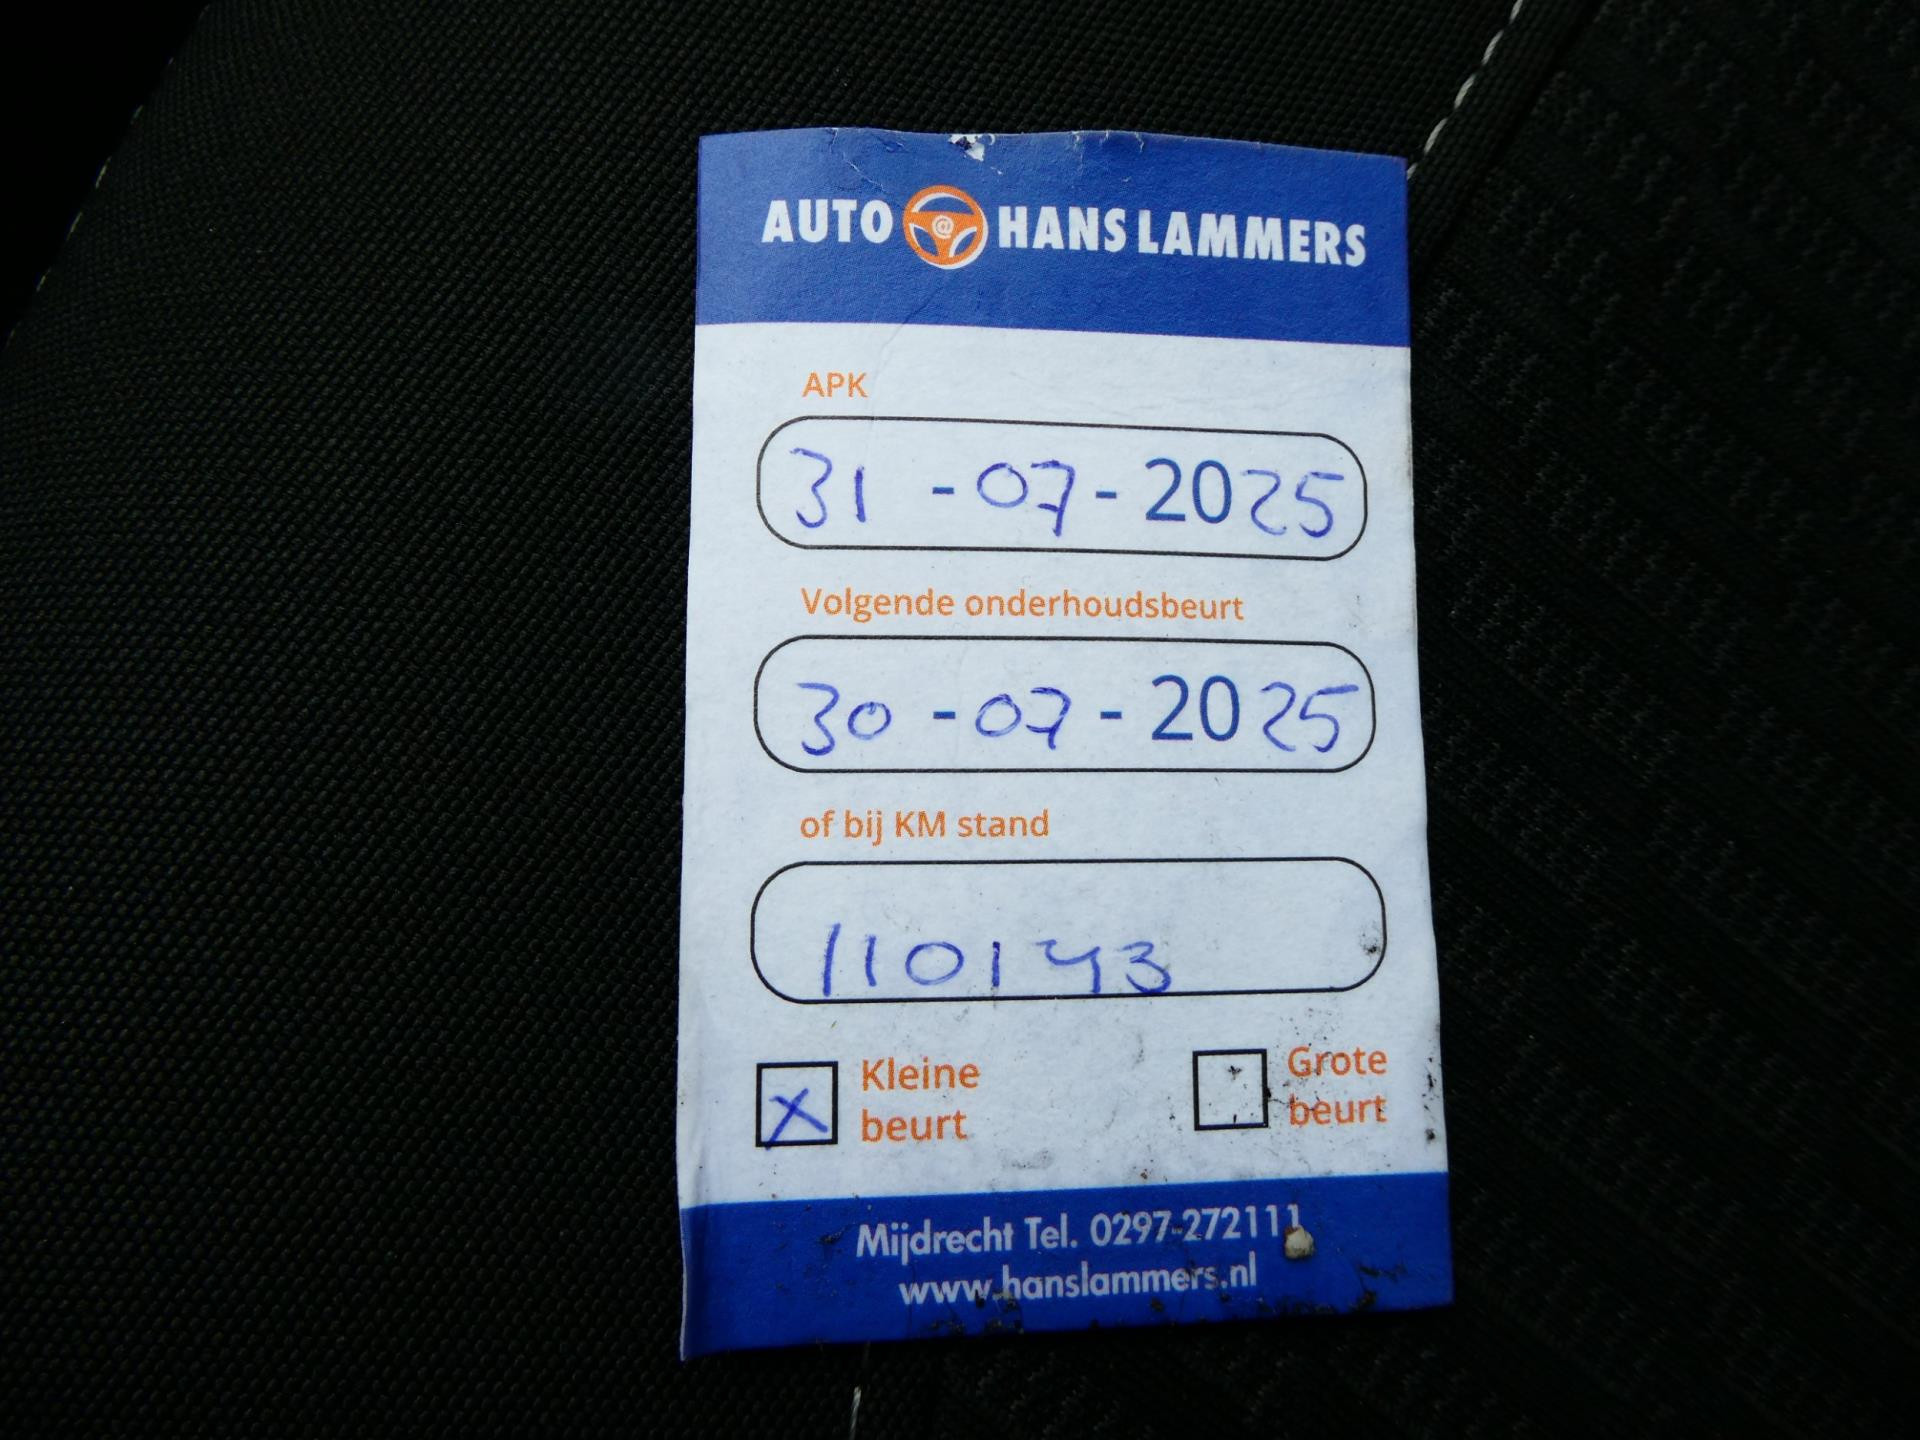 AUTO @ HANS LAMMERS
APK
31 - 07 - 2025
Volgende onderhoudsbeurt
30 - 07 - 2025
of bij KM stand
110143
X Kleine beurt
Grote beurt
Mijdrecht Tel. 0297-272111
www.hanslammers.nl